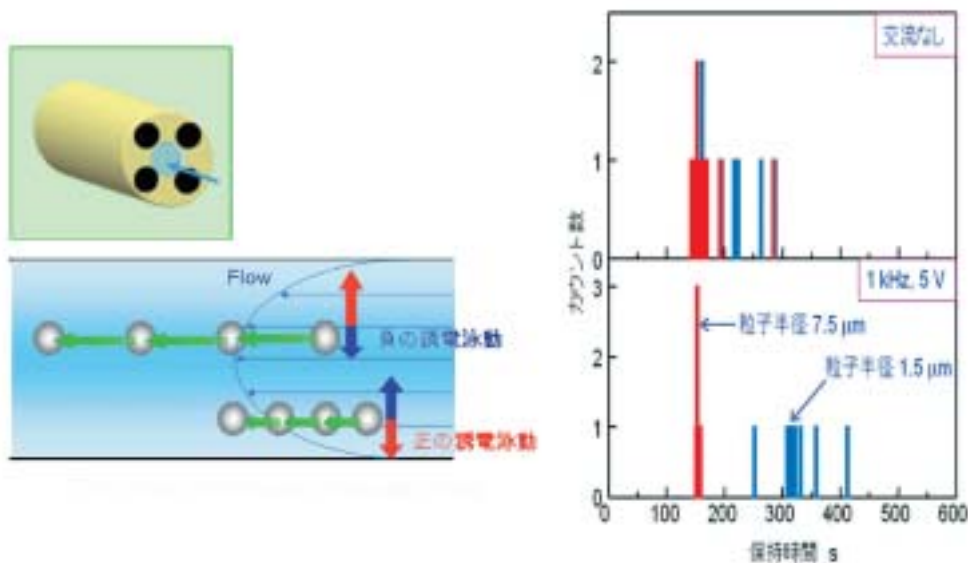 Flow
負の誘電泳動
正の誘電泳動
カウント数
2
1
0
交流なし
3
2
1
0
1 kHz, 5 V
粒子半径 7.5 μm
粒子半径 1.5 μm
0 100 200 300 400 500 600
保持時間 s